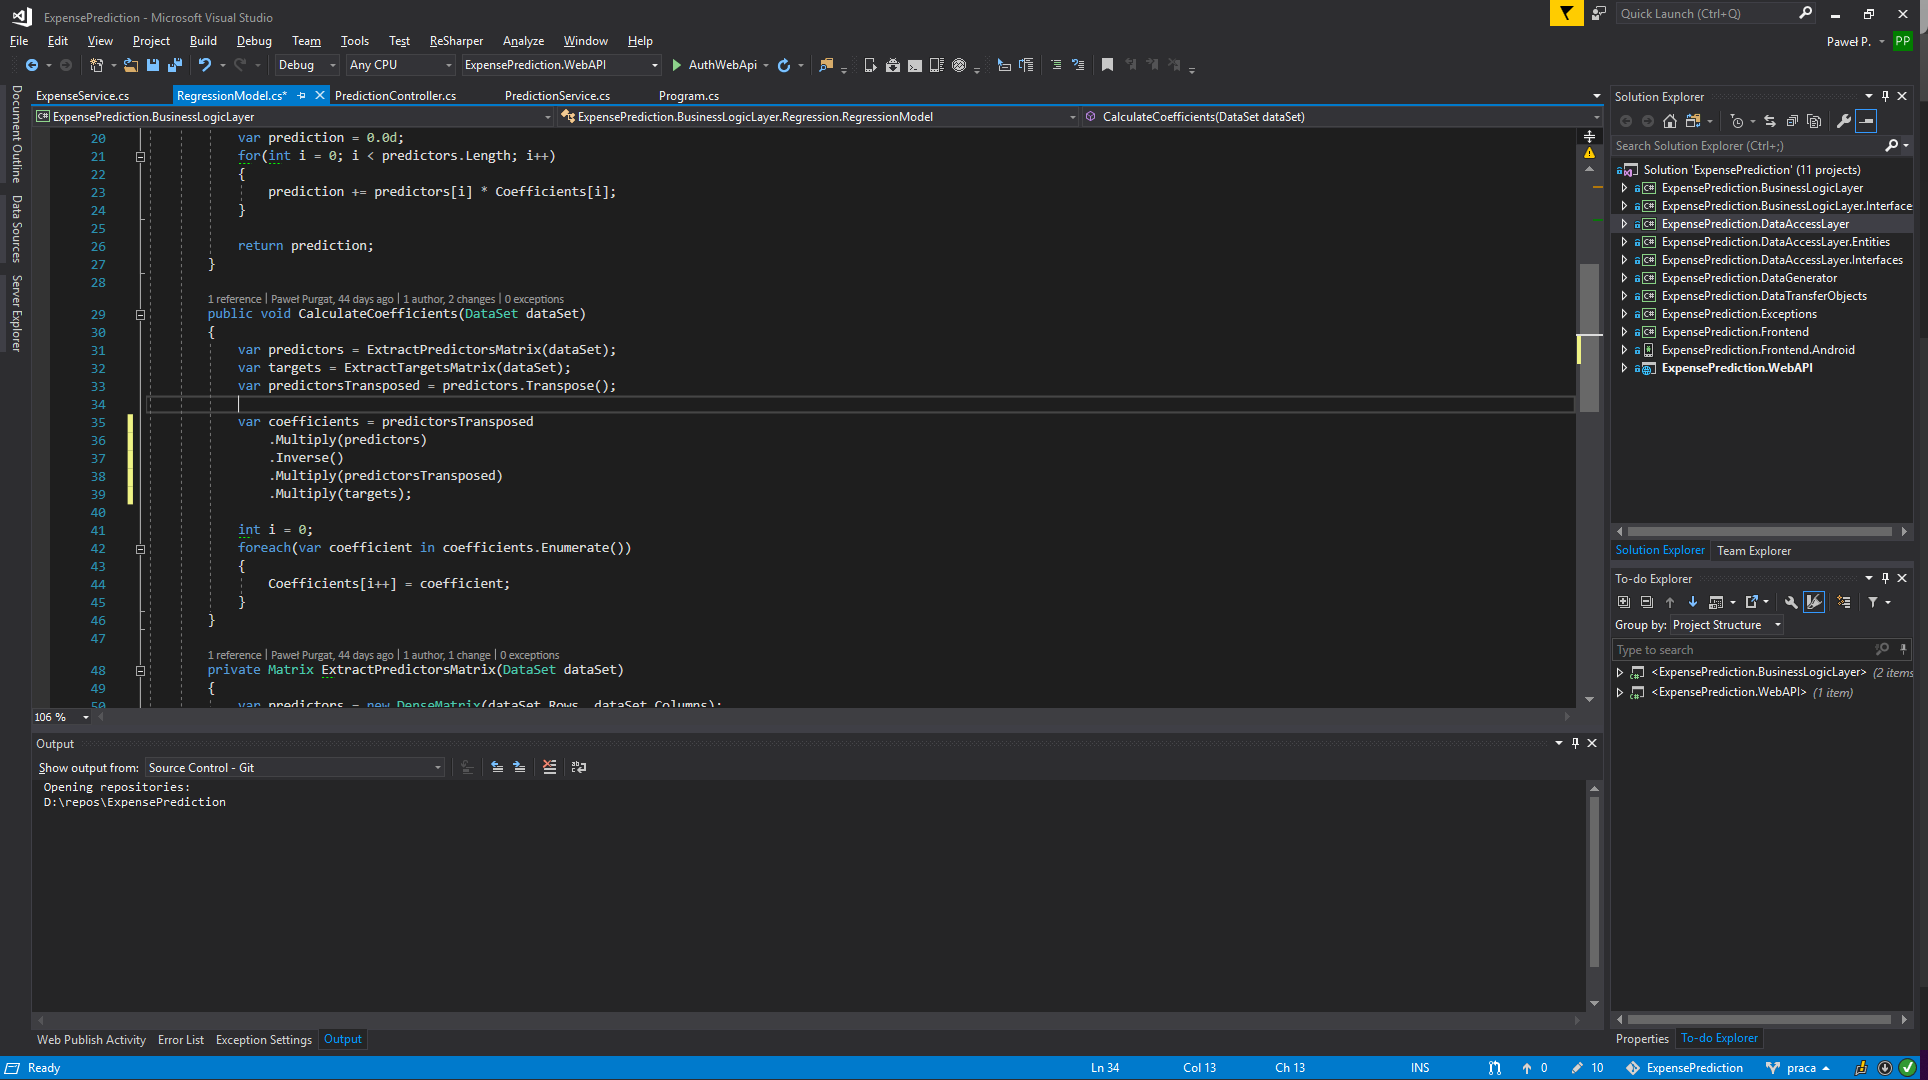 ExpensePrediction - Microsoft Visual Studio
Quick Launch (Ctrl+Q)
File Edit View Project Build Debug Team Tools Test ReSharper Analyze Window Help
Paweł P. PP
Debug Any CPU ExpensePrediction.WebAPI AuthWebApi
Document Outline
Data Sources
Server Explorer
ExpenseService.cs RegressionModel.cs* PredictionController.cs PredictionService.cs Program.cs
ExpensePrediction.BusinessLogicLayer ExpensePrediction.BusinessLogicLayer.Regression.RegressionModel CalculateCoefficients(DataSet dataSet)
20 var prediction = 0.0d;
21 for(int i = 0; i < predictors.Length; i++)
22 {
23 prediction += predictors[i] * Coefficients[i];
24 }
25
26 return prediction;
27 }
28
1 reference | Paweł Purgat, 44 days ago | 1 author, 2 changes | 0 exceptions
29 public void CalculateCoefficients(DataSet dataSet)
30 {
31 var predictors = ExtractPredictorsMatrix(dataSet);
32 var targets = ExtractTargetsMatrix(dataSet);
33 var predictorsTransposed = predictors.Transpose();
34
35 var coefficients = predictorsTransposed
36 .Multiply(predictors)
37 .Inverse()
38 .Multiply(predictorsTransposed)
39 .Multiply(targets);
40
41 int i = 0;
42 foreach(var coefficient in coefficients.Enumerate())
43 {
44 Coefficients[i++] = coefficient;
45 }
46 }
47
1 reference | Paweł Purgat, 44 days ago | 1 author, 1 change | 0 exceptions
48 private Matrix ExtractPredictorsMatrix(DataSet dataSet)
49 {
50 var predictors = new DenseMatrix(dataSet.Rows, dataSet.Columns);
106 %
Output
Show output from: Source Control - Git
Opening repositories:
D:\repos\ExpensePrediction
Web Publish Activity Error List Exception Settings Output
Solution Explorer
Search Solution Explorer (Ctrl+;)
Solution 'ExpensePrediction' (11 projects)
ExpensePrediction.BusinessLogicLayer
ExpensePrediction.BusinessLogicLayer.Interface
ExpensePrediction.DataAccessLayer
ExpensePrediction.DataAccessLayer.Entities
ExpensePrediction.DataAccessLayer.Interfaces
ExpensePrediction.DataGenerator
ExpensePrediction.DataTransferObjects
ExpensePrediction.Exceptions
ExpensePrediction.Frontend
ExpensePrediction.Frontend.Android
ExpensePrediction.WebAPI
Solution Explorer Team Explorer
To-do Explorer
Group by: Project Structure
Type to search
<ExpensePrediction.BusinessLogicLayer> (2 items
<ExpensePrediction.WebAPI> (1 item)
Properties To-do Explorer
Ready Ln 34 Col 13 Ch 13 INS 0 10 ExpensePrediction praca